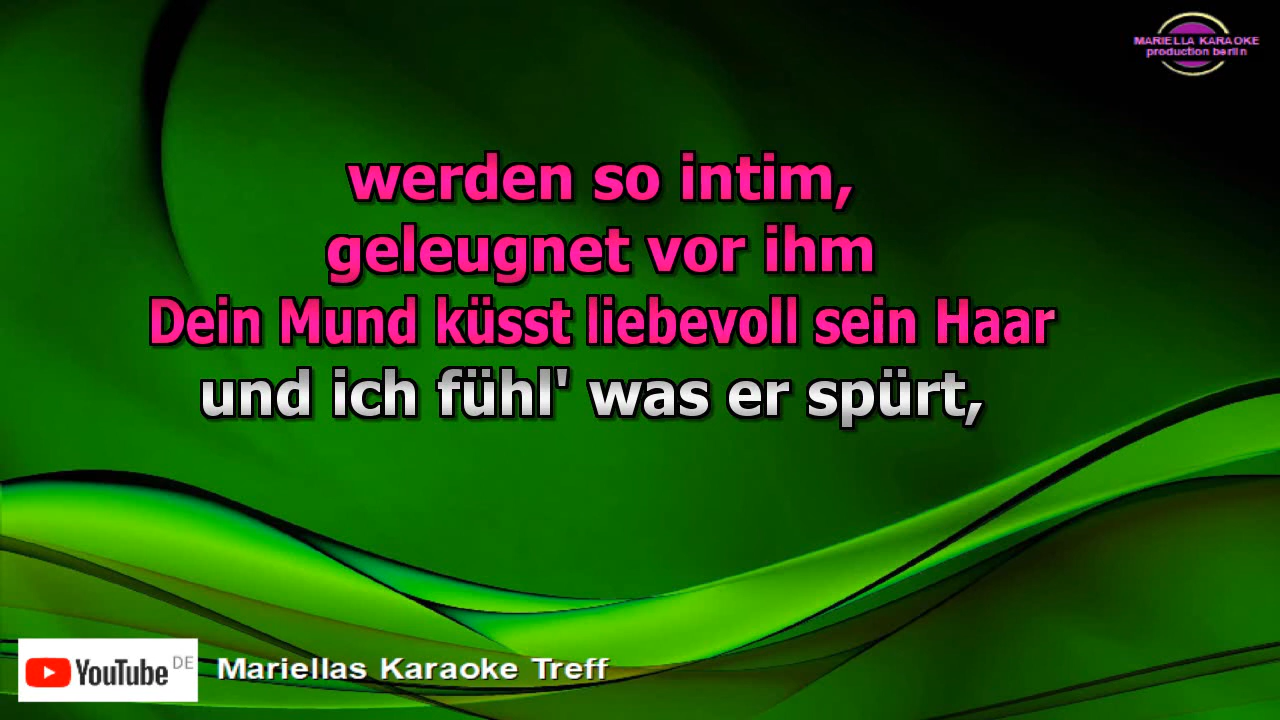 MARIELLA KARAOKE
production berlin
werden so intim,
geleugnet vor ihm
Dein Mund küsst liebevoll sein Haar
und ich fühl' was er spürt,
YouTube DE
Mariellas Karaoke Treff